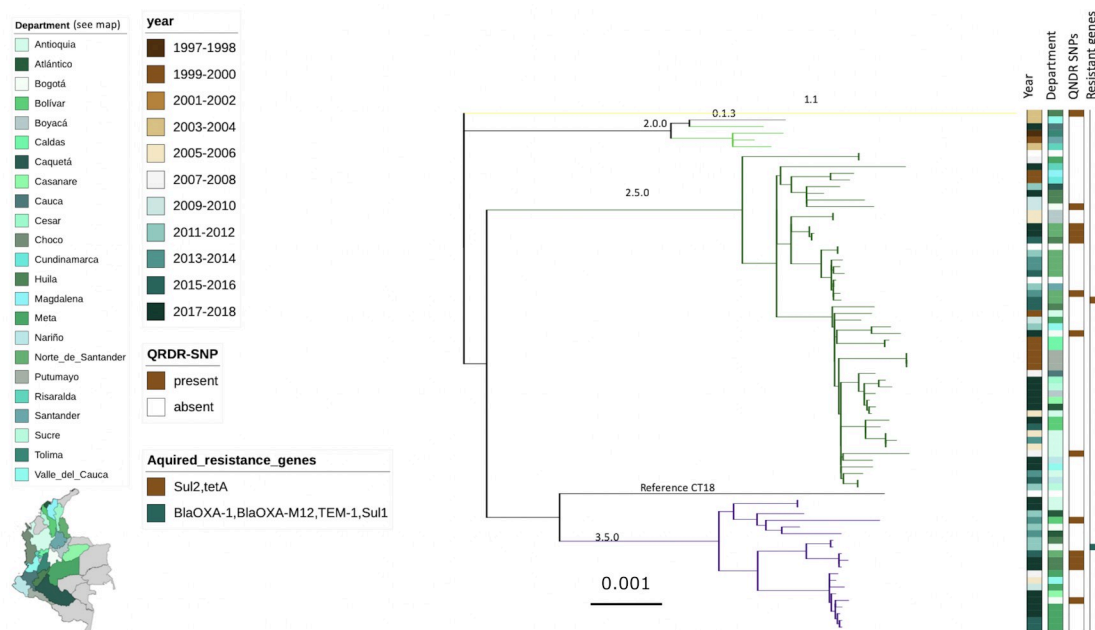 Department (see map)
Antioquia
Atlántico
Bogotá
Bolívar
Boyacá
Caldas
Caquetá
Casanare
Cauca
Cesar
Choco
Cundinamarca
Huila
Magdalena
Meta
Nariño
Norte_de_Santander
Putumayo
Risaralda
Santander
Sucre
Tolima
Valle_del_Cauca
year
1997-1998
1999-2000
2001-2002
2003-2004
2005-2006
2007-2008
2009-2010
2011-2012
2013-2014
2015-2016
2017-2018
QRDR-SNP
present
absent
Aquired_resistance_genes
Sul2,tetA
BlaOXA-1,BlaOXA-M12,TEM-1,Sul1
1.1
0.1.3
2.0.0
2.5.0
Reference CT18
3.5.0
0.001
Year
Department
QNDR SNPs
Resistant genes